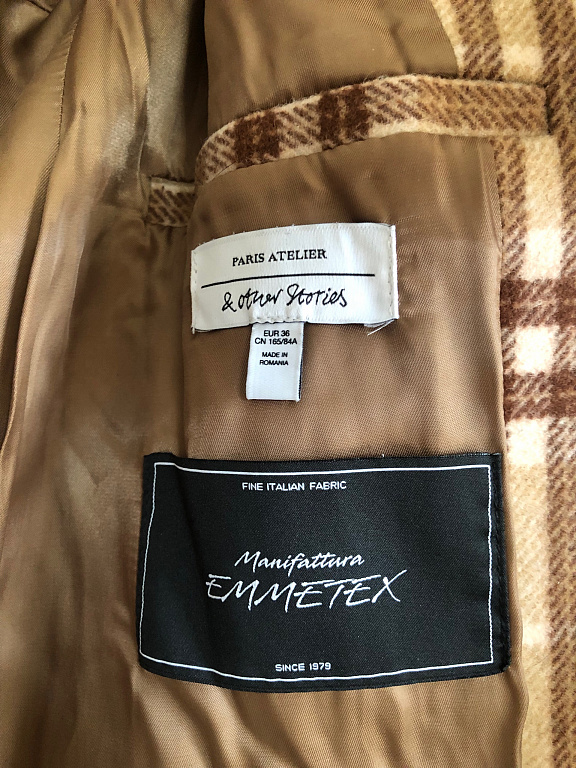 PARIS ATELIER
& other Stories
EUR 36
CN 165/84A
MADE IN
ROMANIA
FINE ITALIAN FABRIC
Manifattura
EMMETEX
SINCE 1979